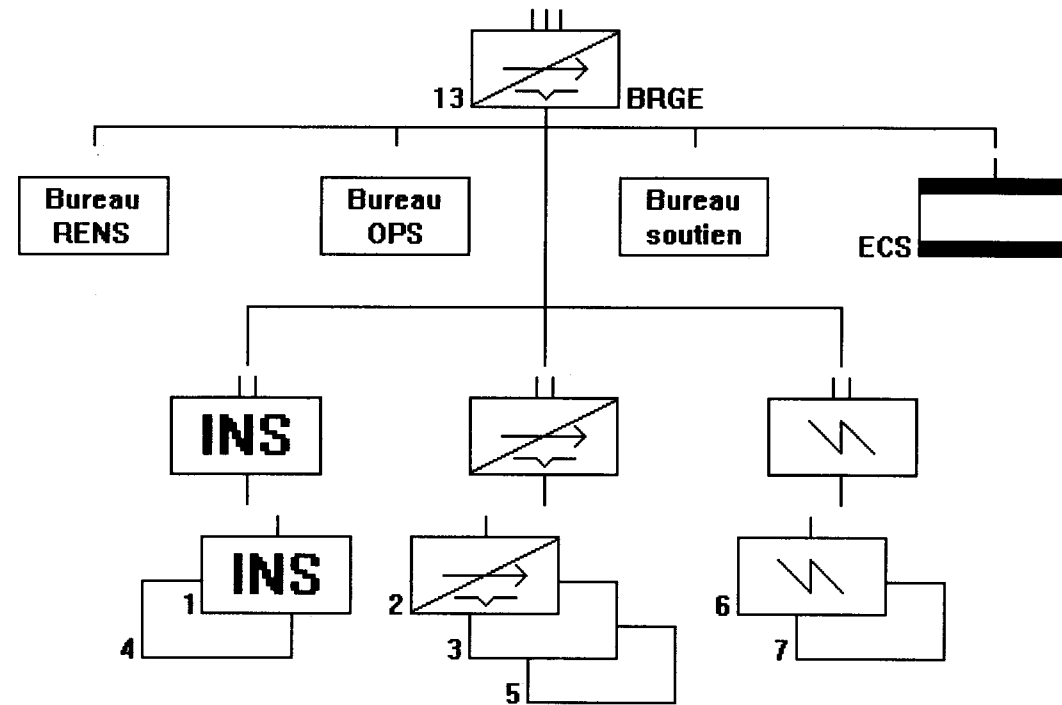 13 BRGE
Bureau
RENS
Bureau
OPS
Bureau
soutien
ECS
INS
INS
1
4
2
3
5
6
7